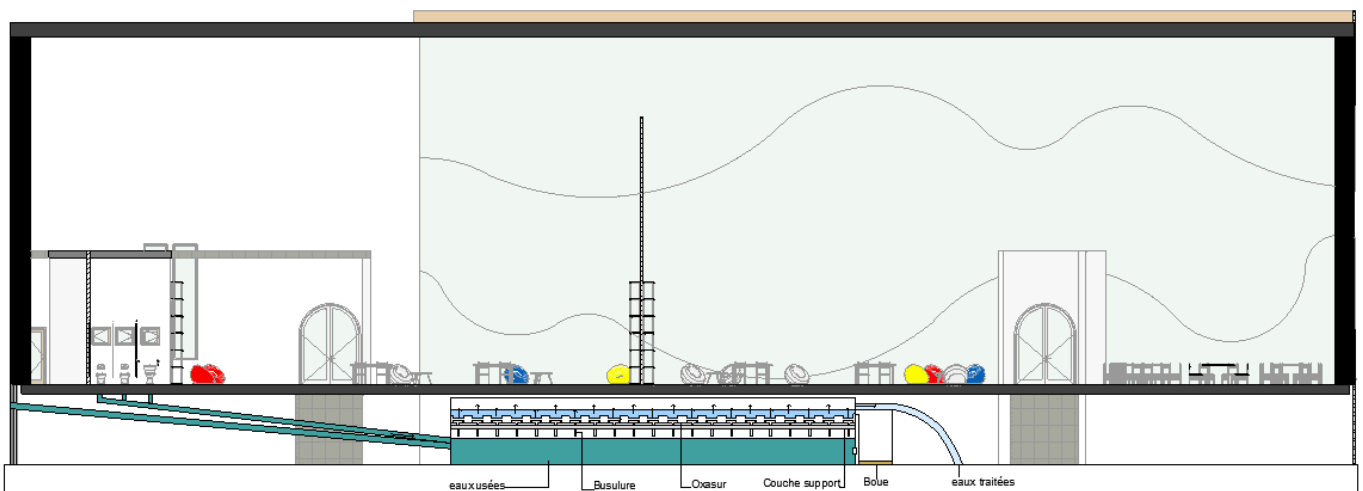 eaux usées
Busulure
Oxasur
Couche support
Boue
eaux traitées